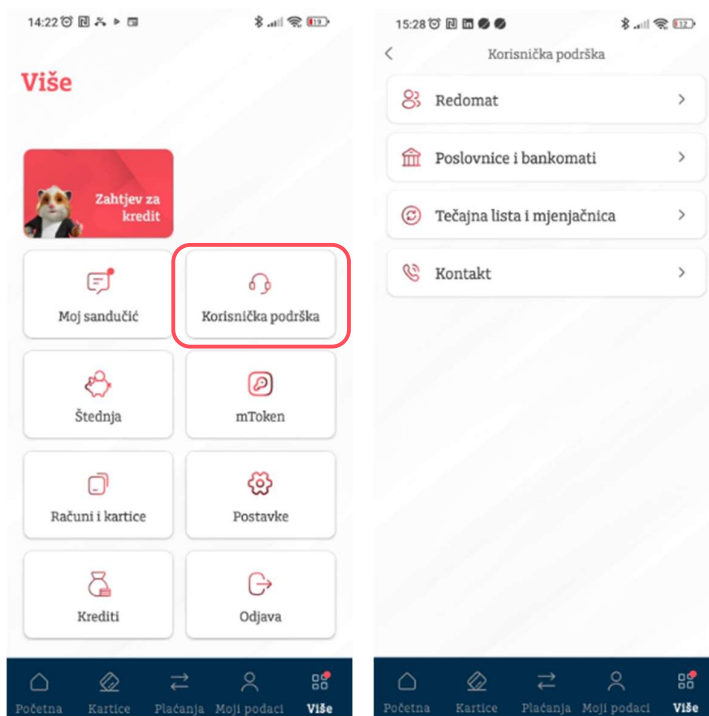 14:22
19
Više
Zahtjev za
kredit
Moj sandučić
Korisnička podrška
Štednja
mToken
Računi i kartice
Postavke
Krediti
Odjava
Početna
Kartice
Plaćanja
Moji podaci
Više
15:28
12
Korisnička podrška
Redomat
Poslovnice i bankomati
Tečajna lista i mjenjačnica
Kontakt
Početna
Kartice
Plaćanja
Moji podaci
Više